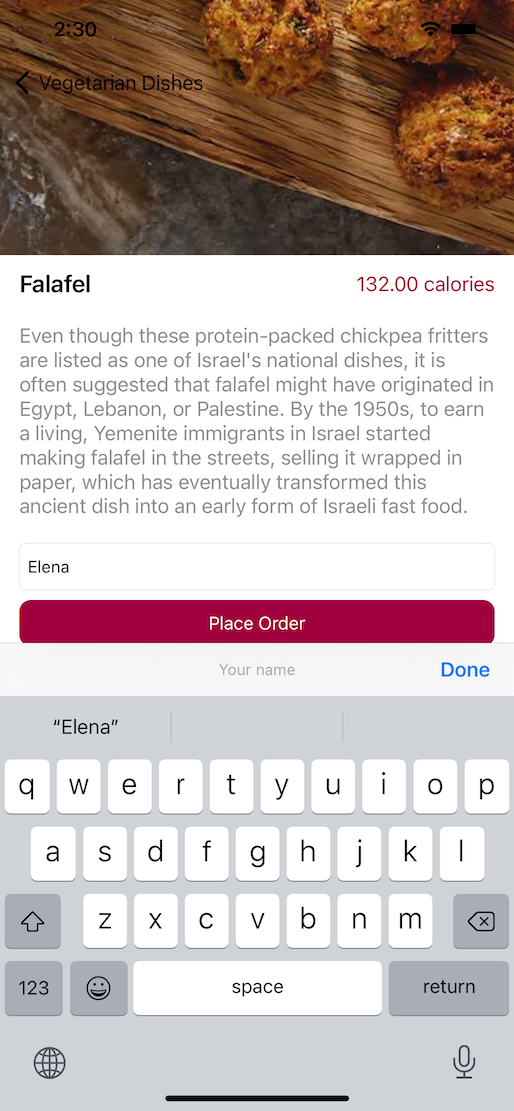 2:30
Vegetarian Dishes
Falafel
132.00 calories
Even though these protein-packed chickpea fritters
are listed as one of Israel's national dishes, it is
often suggested that falafel might have originated in
Egypt, Lebanon, or Palestine. By the 1950s, to earn
a living, Yemenite immigrants in Israel started
making falafel in the streets, selling it wrapped in
paper, which has eventually transformed this
ancient dish into an early form of Israeli fast food.
Elena
Place Order
Your name
Done
“Elena”
q w e r t y u i o p
a s d f g h j k l
z x c v b n m
123 space return